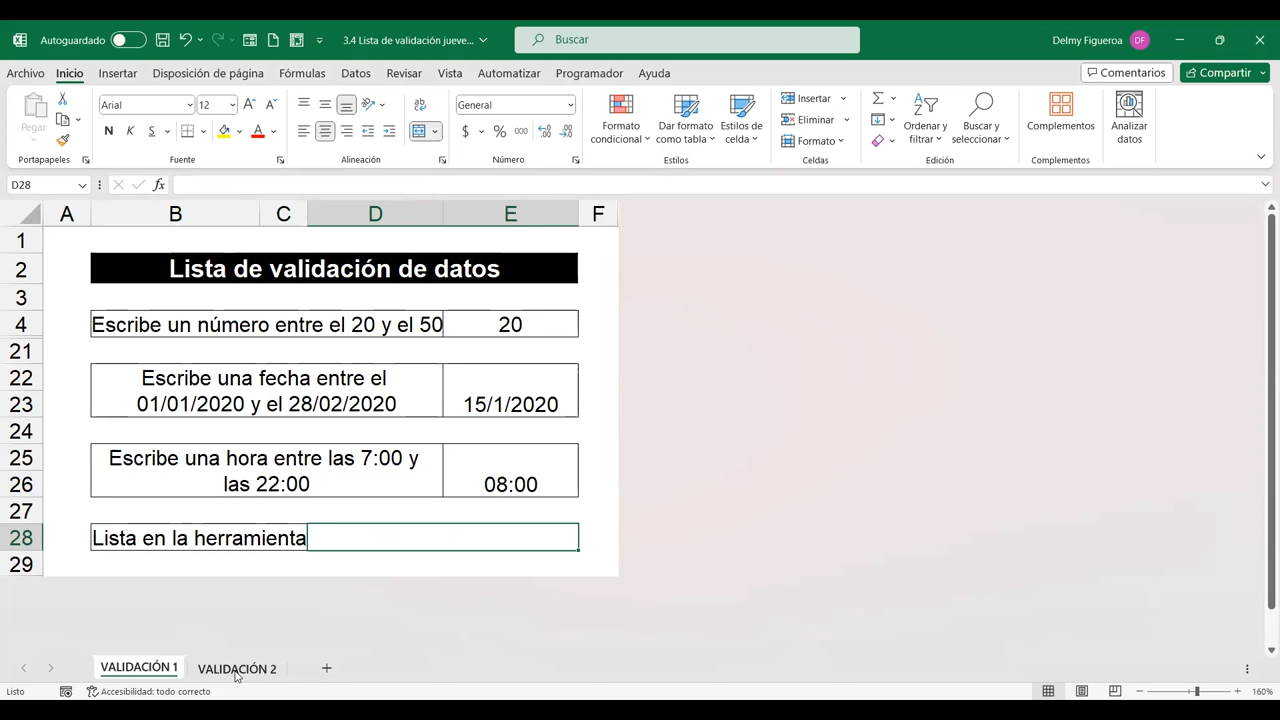 Autoguardado
3.4 Lista de validación jueve...
Buscar
Delmy Figueroa DF
Archivo Inicio Insertar Disposición de página Fórmulas Datos Revisar Vista Automatizar Programador Ayuda
Comentarios Compartir
Pegar
Portapapeles
Arial 12
N K S
Fuente
Alineación
General
$ % 000
Número
Formato condicional
Dar formato como tabla
Estilos de celda
Estilos
Insertar
Eliminar
Formato
Celdas
Ordenar y filtrar
Buscar y seleccionar
Edición
Complementos
Complementos
Analizar datos
D28
fx
A B C D E F
1
2 Lista de validación de datos
3
4 Escribe un número entre el 20 y el 50 20
21
22 Escribe una fecha entre el
23 01/01/2020 y el 28/02/2020 15/1/2020
24
25 Escribe una hora entre las 7:00 y
26 las 22:00 08:00
27
28 Lista en la herramienta
29
VALIDACIÓN 1 VALIDACIÓN 2
Listo Accesibilidad: todo correcto 160%